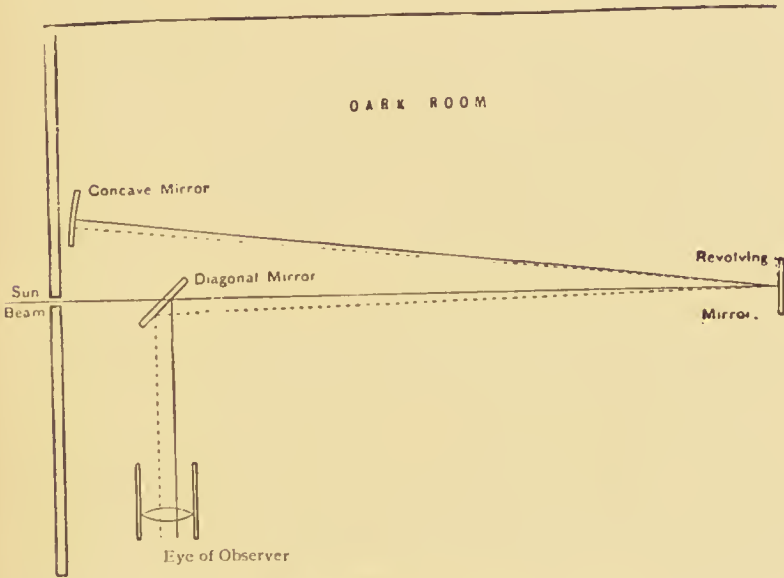 DARK ROOM
Concave Mirror
Revolving
Diagonal Mirror
Sun
Beam
Mirror.
Eye of Observer